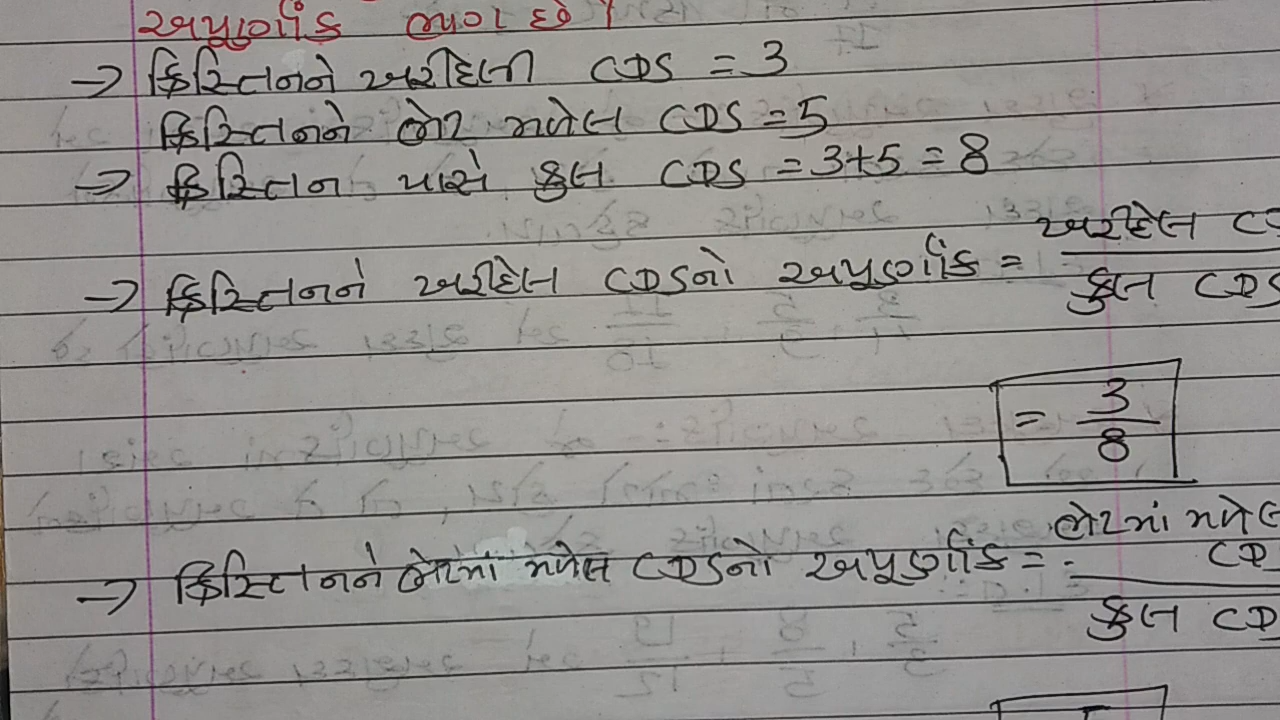 અપૂર્ણાંક ભાગ છે ?
→ ક્રિસ્ટિનને ખરીદેલી CDS = 3
ક્રિસ્ટિનને ભેટ મળેલ CDS = 5
→ ક્રિસ્ટિન પાસે કુલ CDS = 3+5 = 8
→ ક્રિસ્ટિનને ખરીદેલ CDSનો અપૂર્ણાંક = ખરીદેલ CDS / કુલ CDS
= 3/8
→ ક્રિસ્ટિનને ભેટમાં મળેલ CDSનો અપૂર્ણાંક = ભેટમાં મળેલ CD / કુલ CD